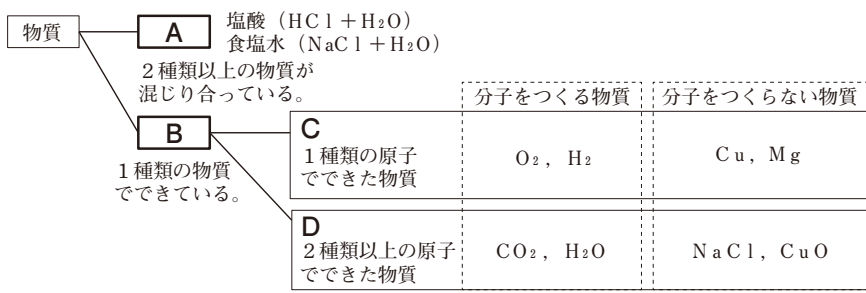 物質
A
塩酸（HCl＋H₂O）
食塩水（NaCl＋H₂O）
2種類以上の物質が
混じり合っている。
分子をつくる物質
分子をつくらない物質
B
1種類の物質
でできている。
C
1種類の原子
でできた物質
O₂，H₂
Cu，Mg
D
2種類以上の原子
でできた物質
CO₂，H₂O
NaCl，CuO